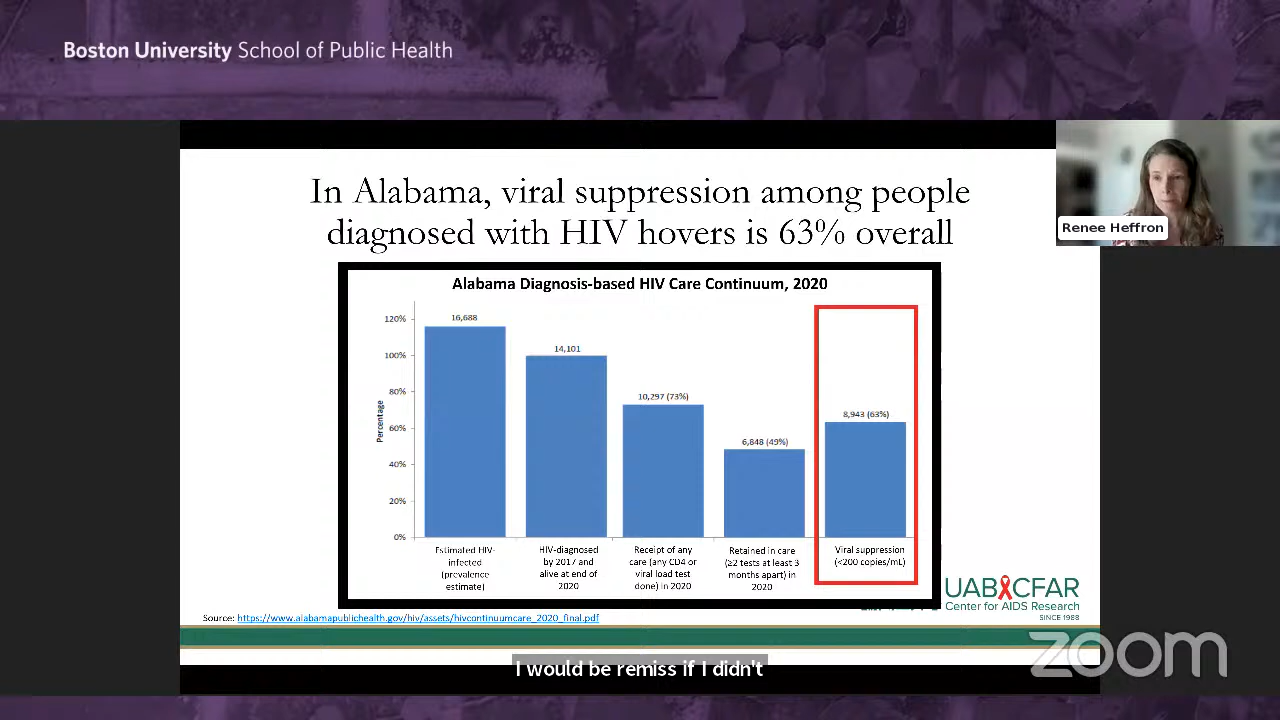 Boston University School of Public Health
Renee Heffron
In Alabama, viral suppression among people
diagnosed with HIV hovers is 63% overall
Alabama Diagnosis-based HIV Care Continuum, 2020
Percentage
120%
100%
80%
60%
40%
20%
0%
16,688
14,101
10,297 (73%)
6,848 (49%)
8,943 (63%)
Estimated HIV-
infected
(prevalence
estimate)
HIV-diagnosed
by 2017 and
alive at end of
2020
Receipt of any
care (any CD4 or
viral load test
done) in 2020
Retained in care
(≥2 tests at least 3
months apart) in
2020
Viral suppression
(<200 copies/mL)
UAB CFAR
Center for AIDS Research
SINCE 1988
Source: https://www.alabamapublichealth.gov/hiv/assets/hivcontinuumcare_2020_final.pdf
zoom
I would be remiss if I didn't